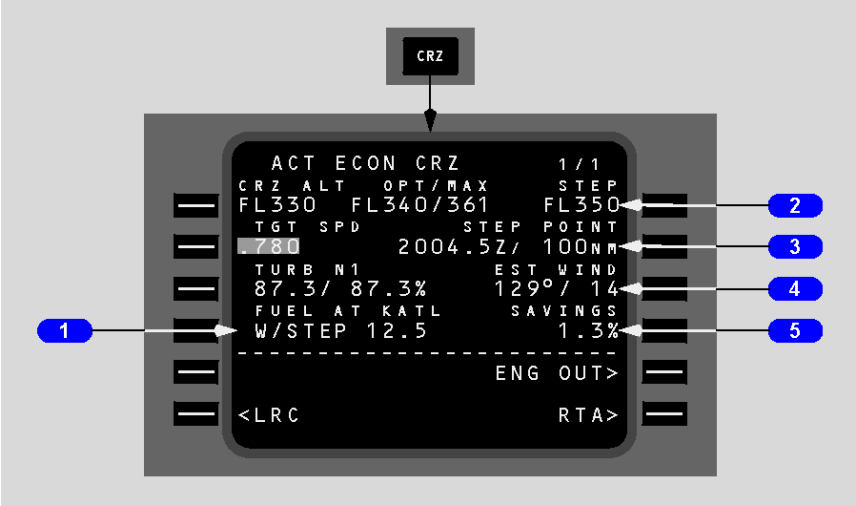 CRZ
ACT ECON CRZ 1/1
CRZ ALT OPT/MAX STEP
FL330 FL340/361 FL350
TGT SPD STEP POINT
.780 2004.5Z/ 100NM
TURB N1 EST WIND
87.3/ 87.3% 129°/ 14
FUEL AT KATL SAVINGS
W/STEP 12.5 1.3%
ENG OUT>
<LRC RTA>
2
3
4
1
5